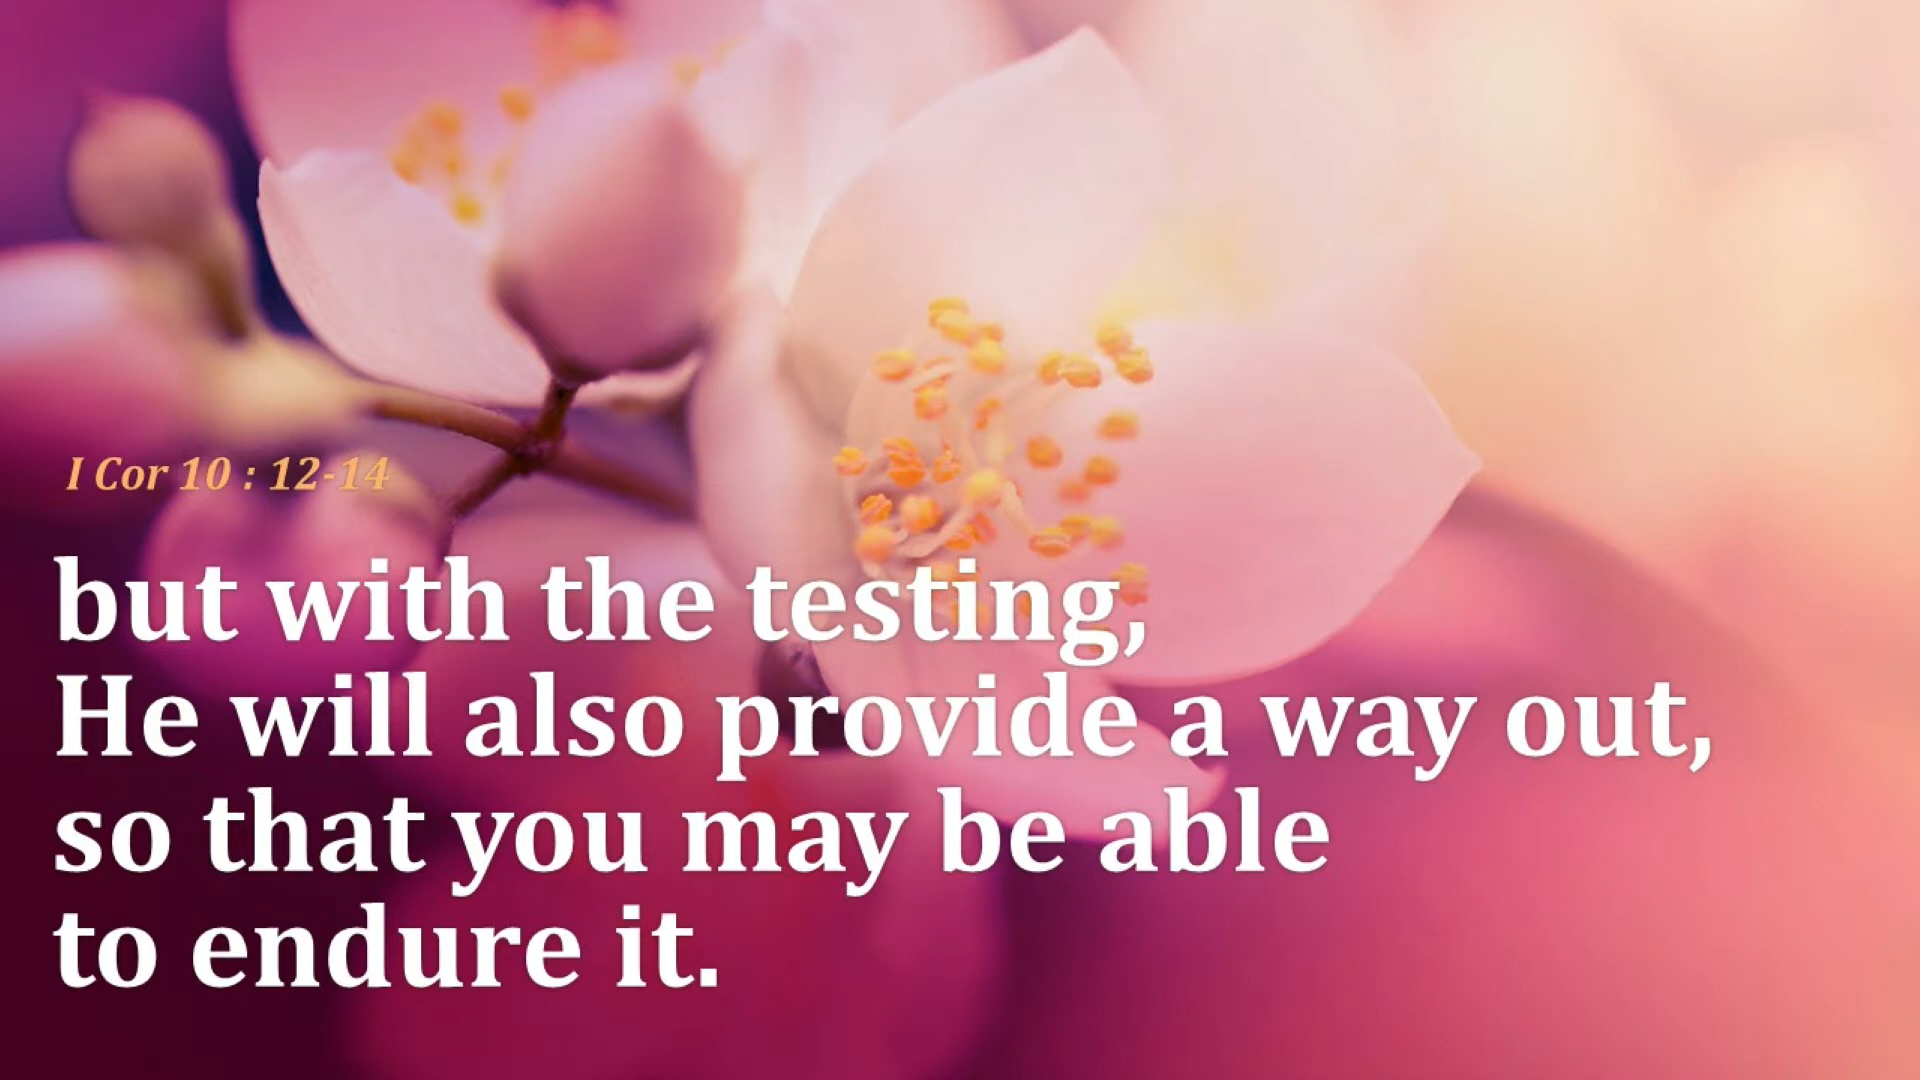 I Cor 10 : 12-14
but with the testing,
He will also provide a way out,
so that you may be able
to endure it.